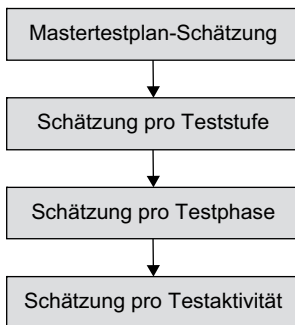 Mastertestplan-Schätzung
Schätzung pro Teststufe
Schätzung pro Testphase
Schätzung pro Testaktivität